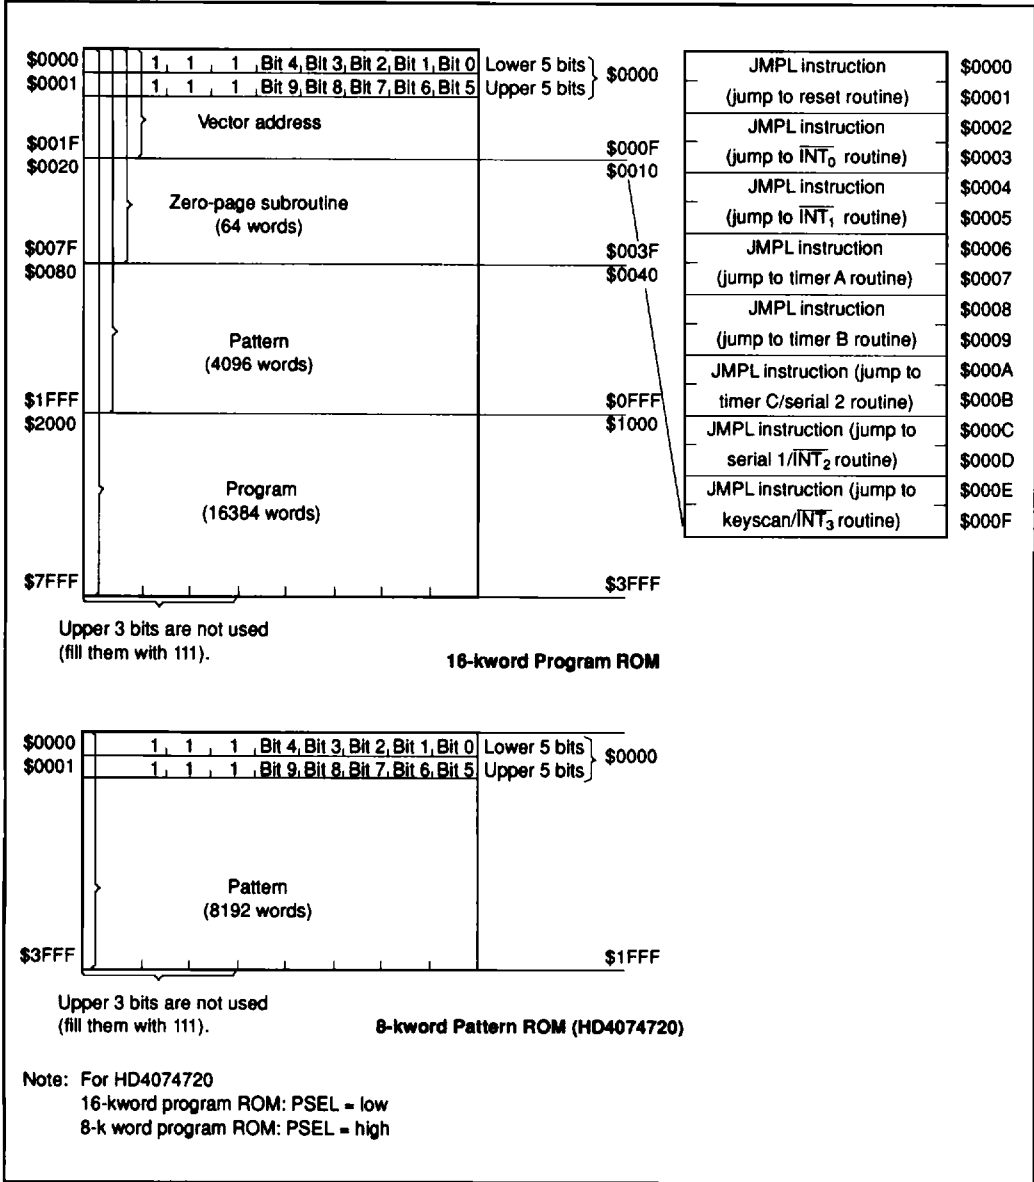 $0000 1 1 1 Bit 4 Bit 3 Bit 2 Bit 1 Bit 0 Lower 5 bits $0000
$0001 1 1 1 Bit 9 Bit 8 Bit 7 Bit 6 Bit 5 Upper 5 bits
Vector address
$001F $000F
$0020 $0010
Zero-page subroutine
(64 words)
$007F $003F
$0080 $0040
Pattern
(4096 words)
$1FFF $0FFF
$2000 $1000
Program
(16384 words)
$7FFF $3FFF
Upper 3 bits are not used
(fill them with 111).
16-kword Program ROM
JMPL instruction $0000
(jump to reset routine) $0001
JMPL instruction $0002
(jump to INT0 routine) $0003
JMPL instruction $0004
(jump to INT1 routine) $0005
JMPL instruction $0006
(jump to timer A routine) $0007
JMPL instruction $0008
(jump to timer B routine) $0009
JMPL instruction (jump to $000A
timer C/serial 2 routine) $000B
JMPL instruction (jump to $000C
serial 1/INT2 routine) $000D
JMPL instruction (jump to $000E
keyscan/INT3 routine) $000F
$0000 1 1 1 Bit 4 Bit 3 Bit 2 Bit 1 Bit 0 Lower 5 bits $0000
$0001 1 1 1 Bit 9 Bit 8 Bit 7 Bit 6 Bit 5 Upper 5 bits
Pattern
(8192 words)
$3FFF $1FFF
Upper 3 bits are not used
(fill them with 111).
8-kword Pattern ROM (HD4074720)
Note: For HD4074720
16-kword program ROM: PSEL = low
8-k word program ROM: PSEL = high